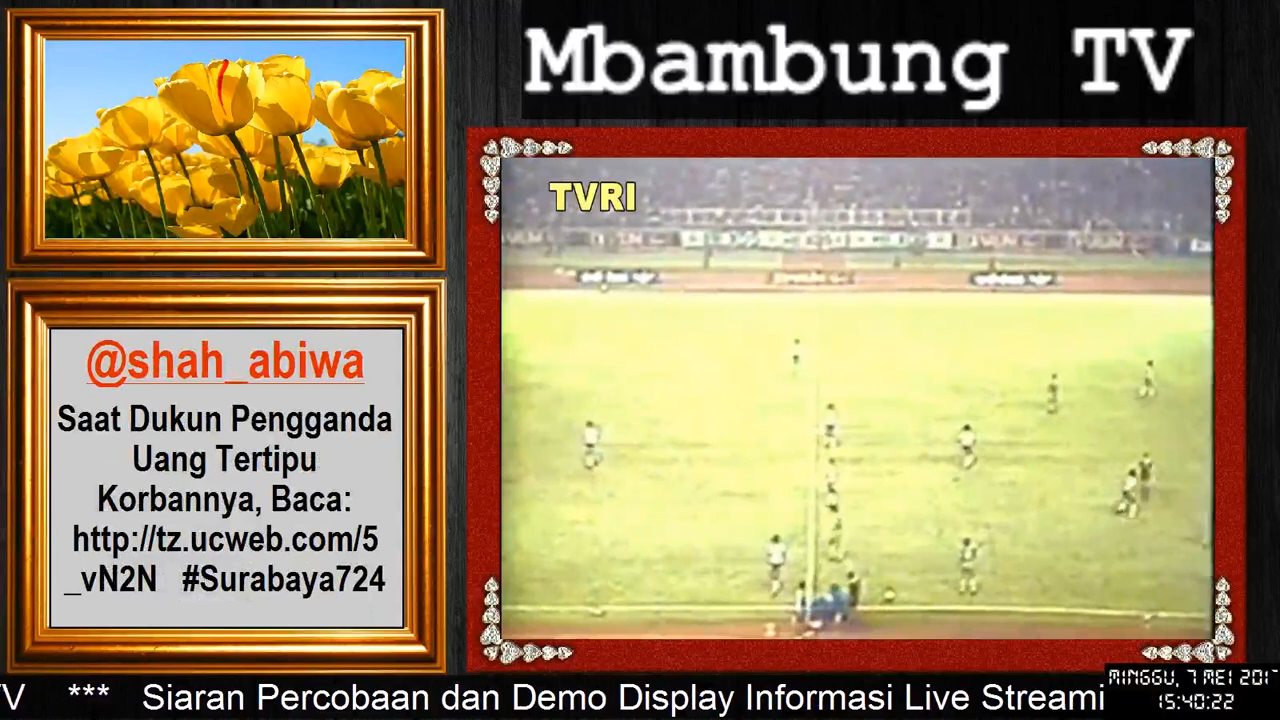 Mbambung TV
TVRI
@shah_abiwa
Saat Dukun Pengganda
Uang Tertipu
Korbannya, Baca:
http://tz.ucweb.com/5
_vN2N #Surabaya724
V *** Siaran Percobaan dan Demo Display Informasi Live Streami
MINGGU, 7 MEI 2017
15:40:22